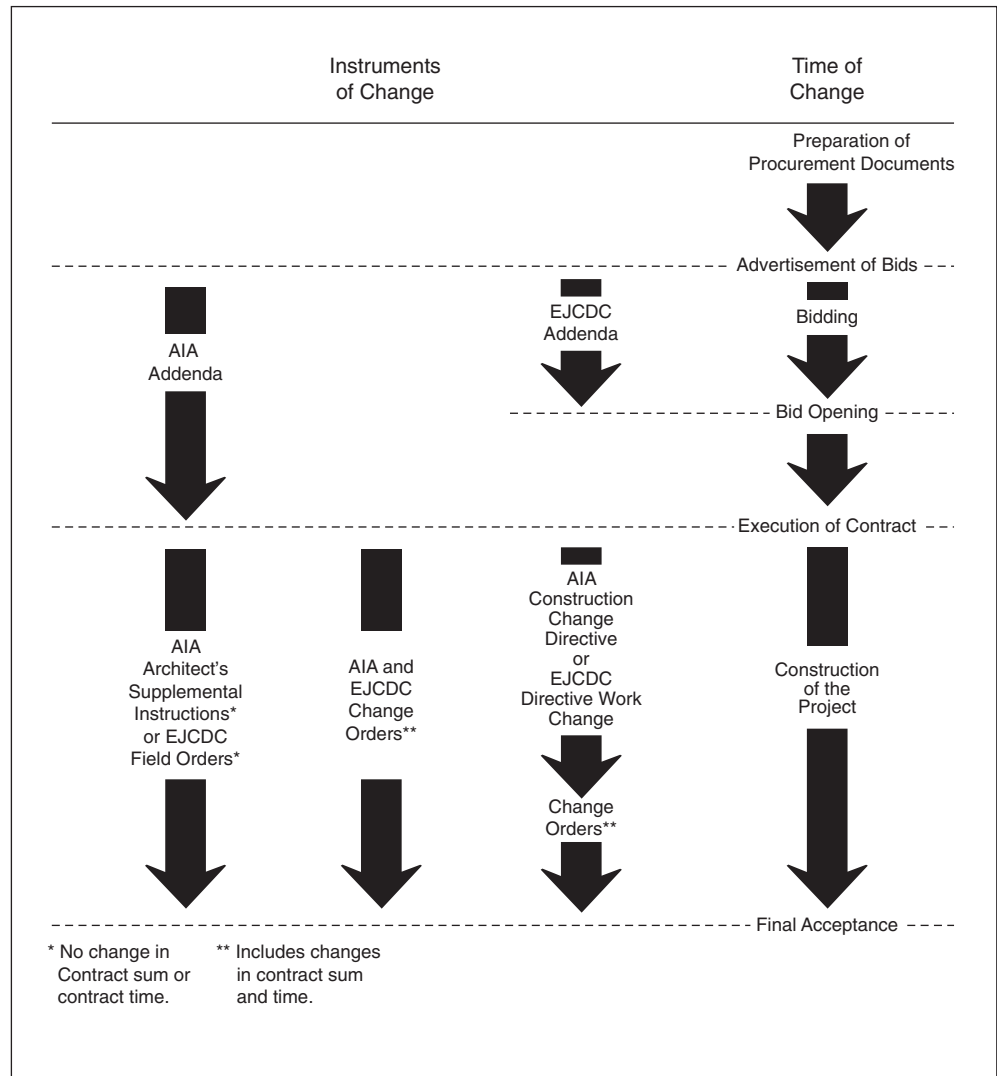 Instruments
of Change
Time of
Change
Preparation of
Procurement Documents
Advertisement of Bids
AIA
Addenda
EJCDC
Addenda
Bidding
Bid Opening
Execution of Contract
AIA
Architect's
Supplemental
Instructions*
or EJCDC
Field Orders*
AIA and
EJCDC
Change
Orders**
AIA
Construction
Change
Directive
or
EJCDC
Directive Work
Change
Change
Orders**
Construction
of the
Project
Final Acceptance
* No change in
Contract sum or
contract time.
** Includes changes
in contract sum
and time.